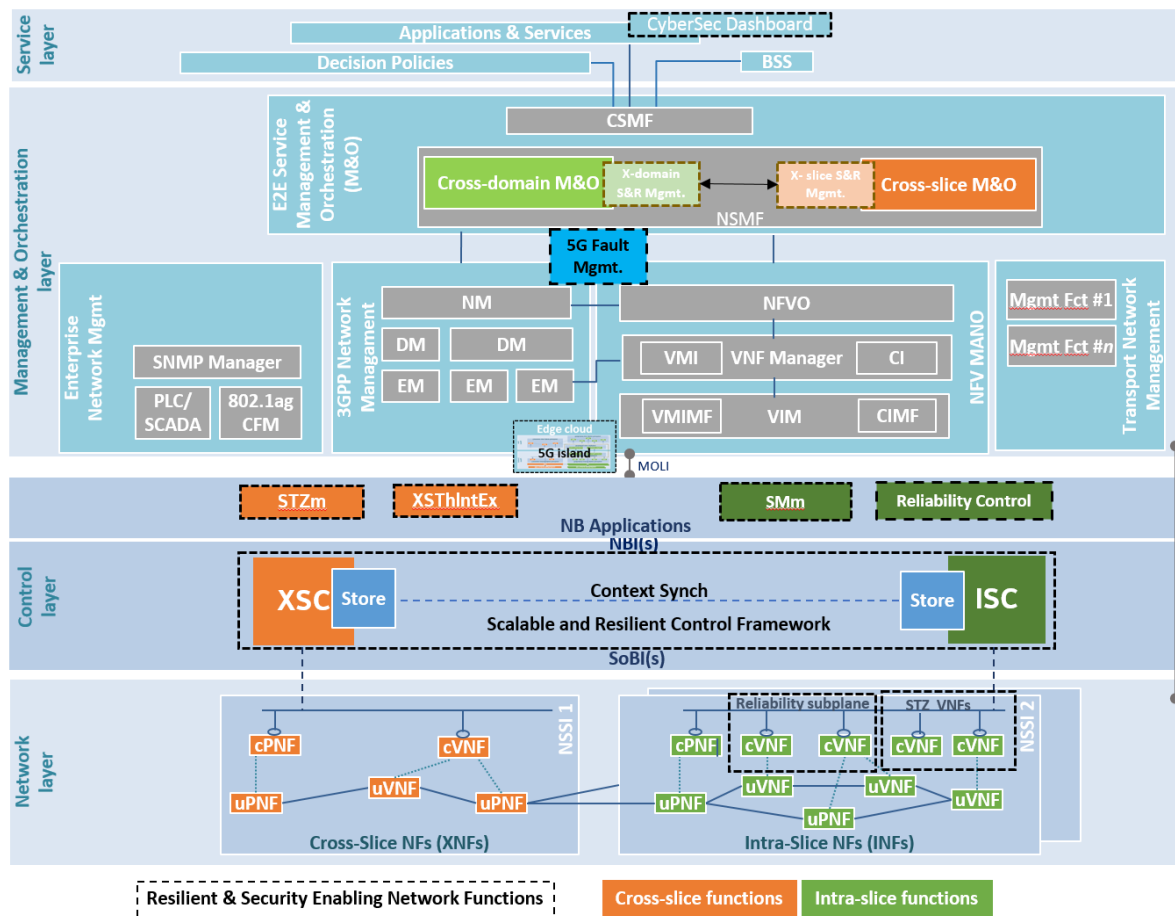 Service
layer
CyberSec Dashboard
Applications & Services
Decision Policies
BSS
Management & Orchestration
layer
E2E Service
Management &
Orchestration
(M&O)
CSMF
Cross-domain M&O
X-domain
S&R Mgmt.
X- slice S&R
Mgmt.
Cross-slice M&O
NSMF
5G Fault
Mgmt.
Enterprise
Network Mgmt
SNMP Manager
PLC/
SCADA
802.1ag
CFM
3GPP Network
Managament
NM
DM
DM
EM
EM
EM
NFVO
VMI
VNF Manager
CI
VMIMF
VIM
CIMF
NFV MANO
Mgmt Fct #1
Mgmt Fct #n
Transport Network
Management
Edge cloud
5G island
MOLI
STZm
XSThIntEx
SMm
Reliability Control
NB Applications
NBI(s)
Control
layer
XSC
Store
Context Synch
Scalable and Resilient Control Framework
Store
ISC
SoBI(s)
Network
layer
NSSI 1
cPNF
cVNF
uPNF
uVNF
uPNF
Cross-Slice NFs (XNFs)
Reliability subplane
STZ VNFs
NSSI 2
cPNF
cVNF
cVNF
cVNF
cVNF
uPNF
uVNF
uPNF
uVNF
uVNF
Intra-Slice NFs (INFs)
Resilient & Security Enabling Network Functions
Cross-slice functions
Intra-slice functions